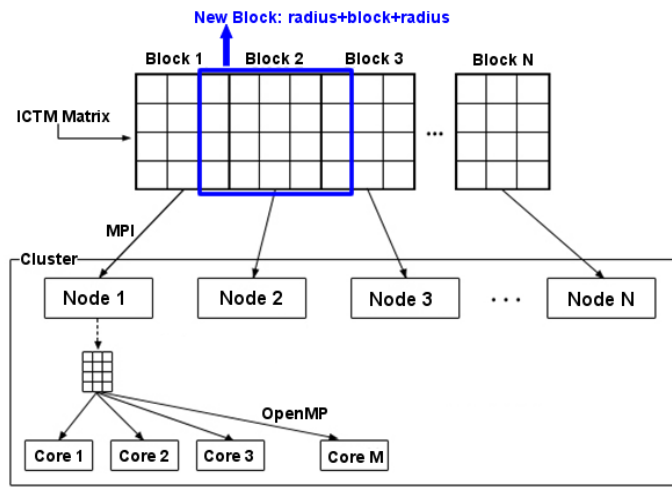 New Block: radius+block+radius
Block 1 Block 2 Block 3 Block N
ICTM Matrix
...
MPI
Cluster
Node 1 Node 2 Node 3 . . . Node N
OpenMP
Core 1 Core 2 Core 3 Core M